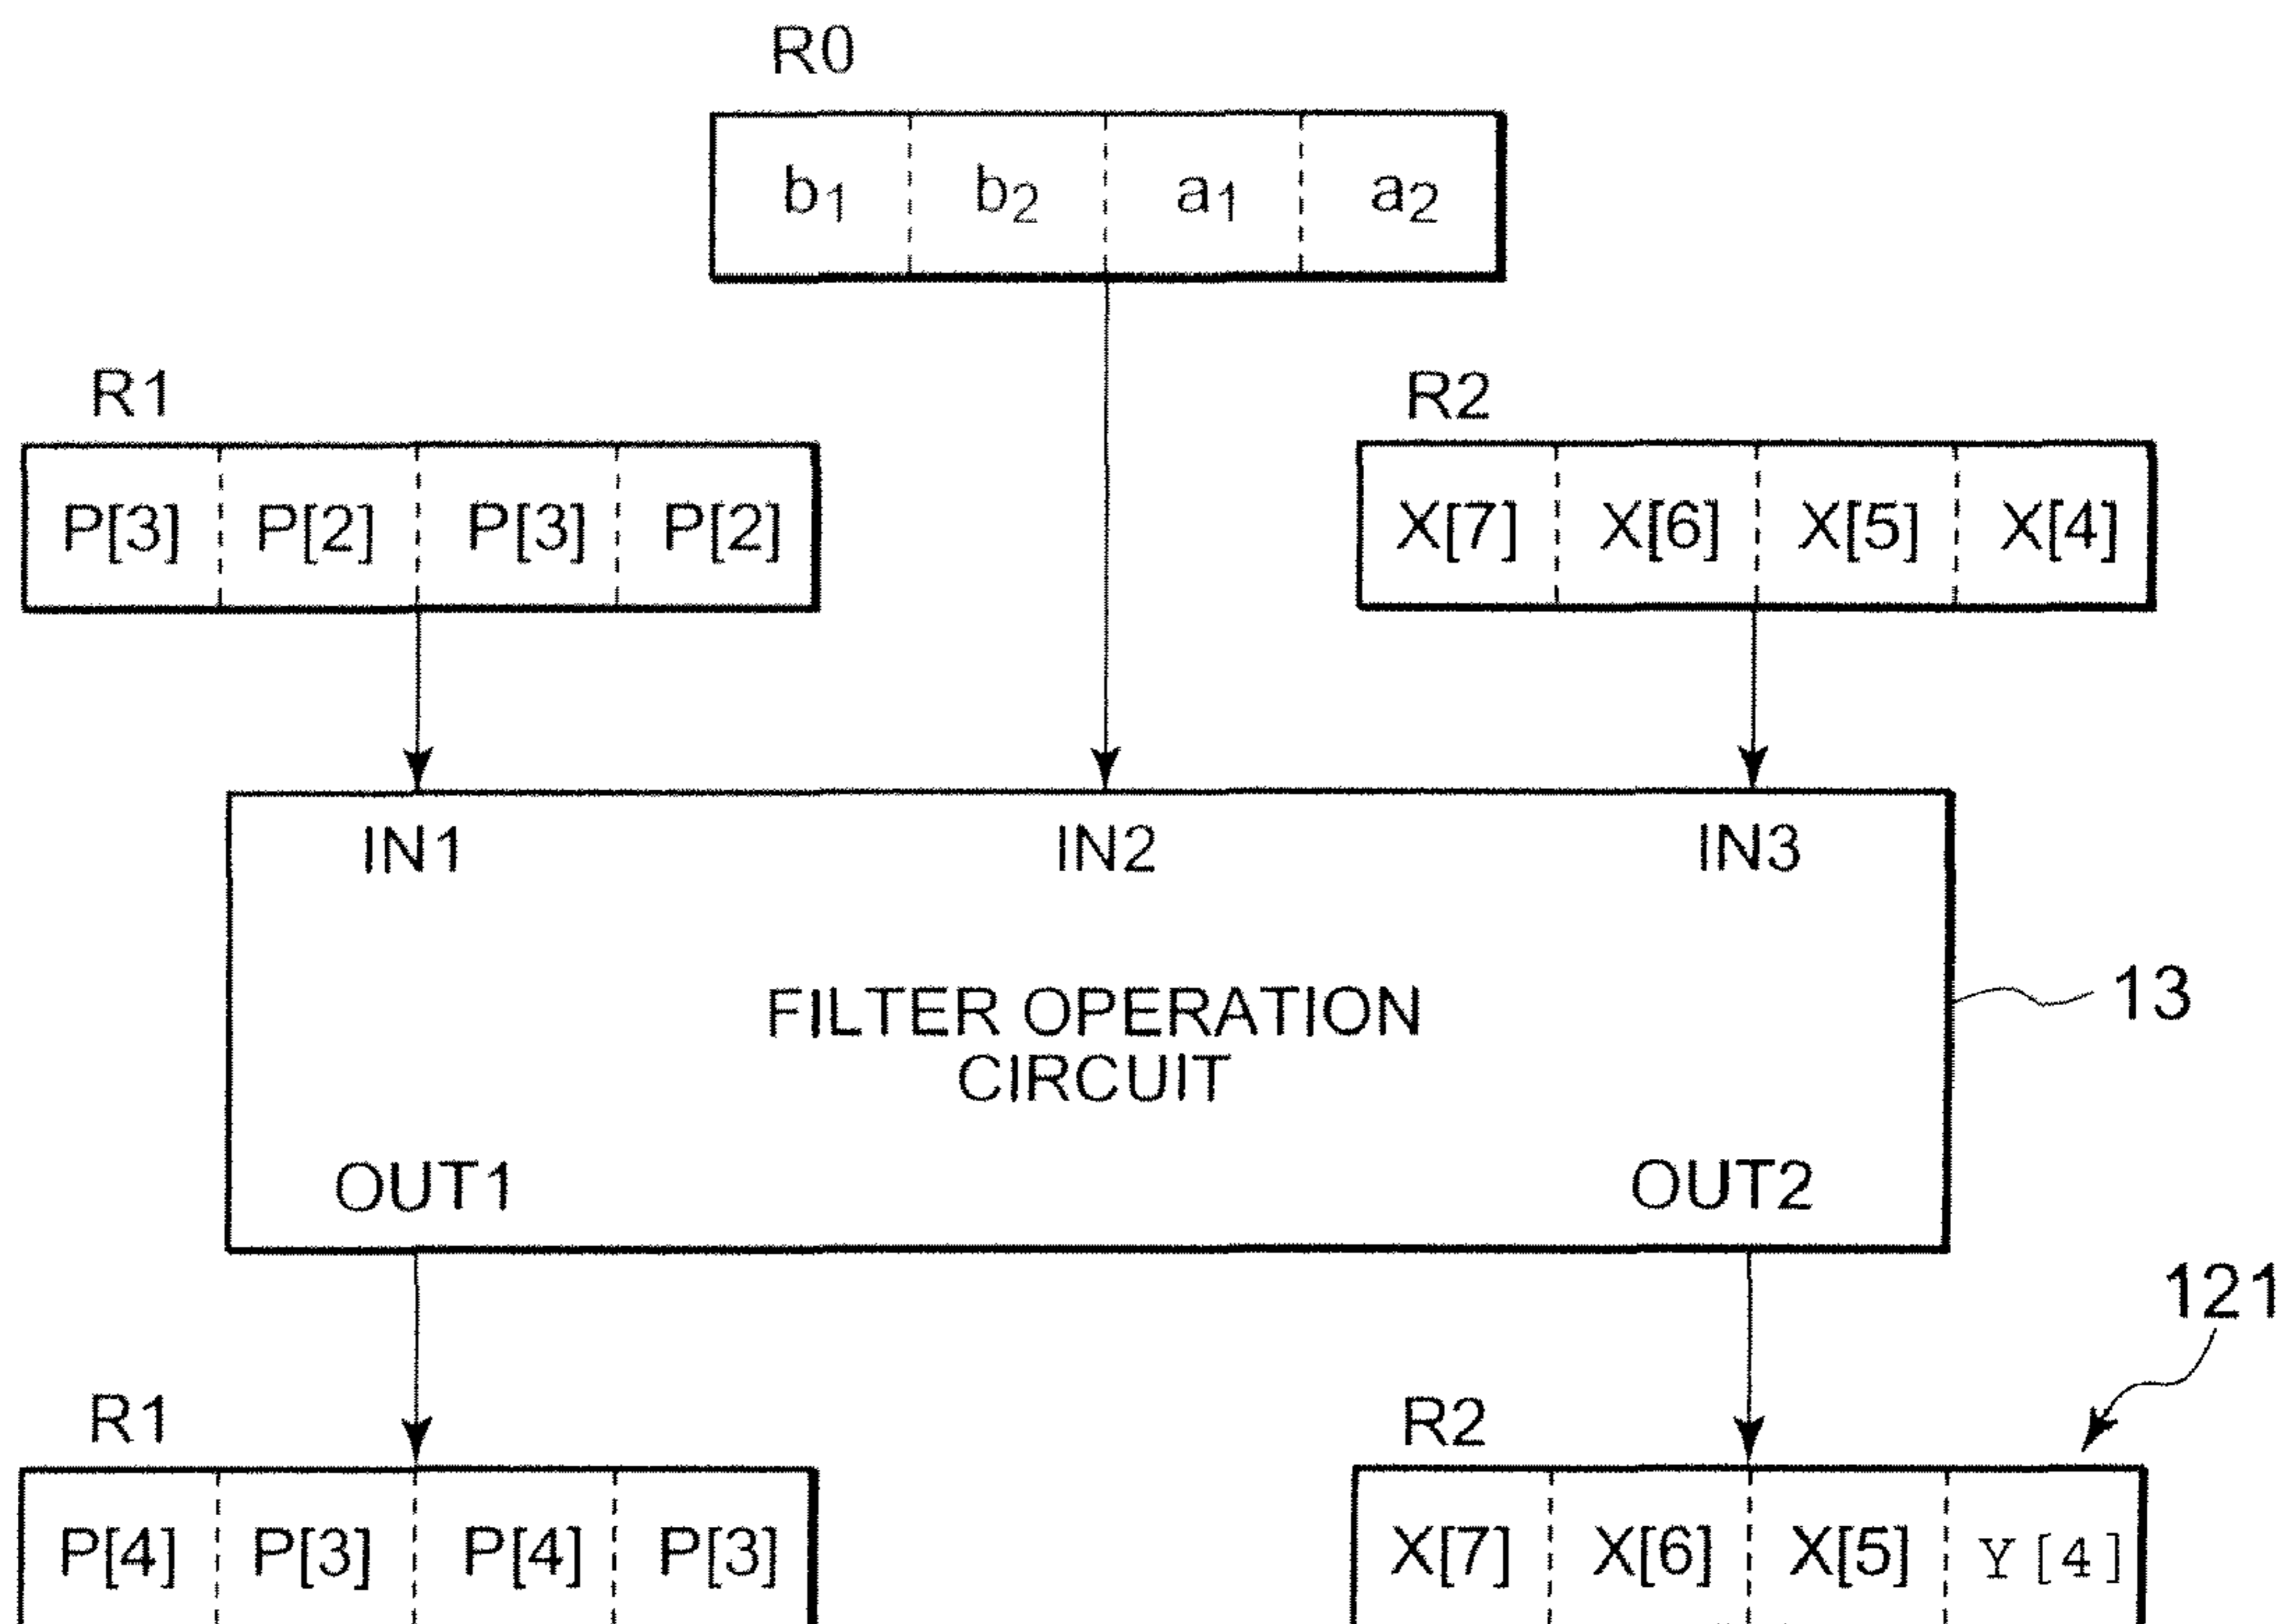 R0
b1 b2 a1 a2
R1
R2
P[3] P[2] P[3] P[2]
X[7] X[6] X[5] X[4]
IN1 IN2 IN3
FILTER OPERATION
CIRCUIT
13
OUT1 OUT2
121
R1
R2
P[4] P[3] P[4] P[3]
X[7] X[6] X[5] Y[4]